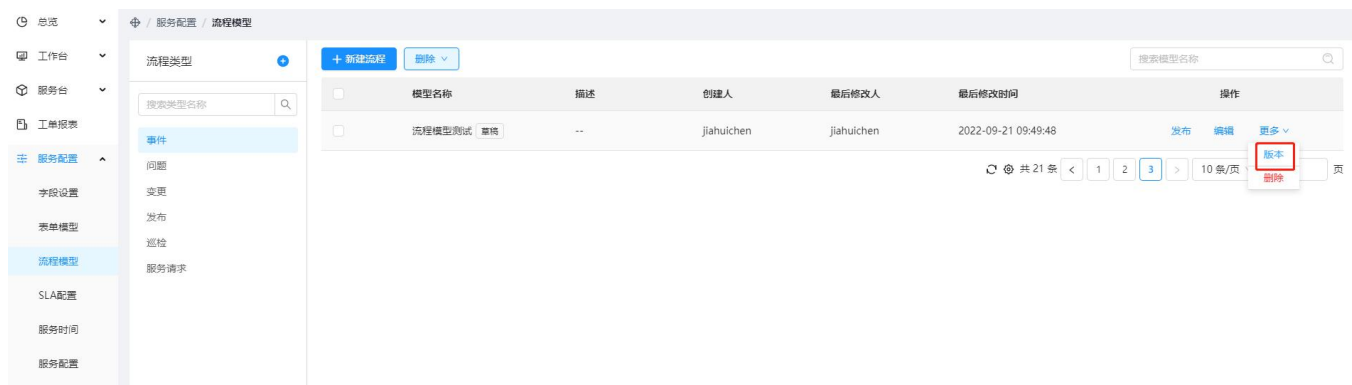 总览
工作台
服务台
工单报表
服务配置
字段设置
表单模型
流程模型
SLA配置
服务时间
服务配置
/ 服务配置 / 流程模型
流程类型
搜索类型名称
事件
问题
变更
发布
巡检
服务请求
+ 新建流程 删除
搜索模型名称
模型名称 描述 创建人 最后修改人 最后修改时间 操作
流程模型测试 草稿 -- jiahuichen jiahuichen 2022-09-21 09:49:48 发布 编辑 更多
版本
删除
共 21 条 < 1 2 3 > 10 条/页 页